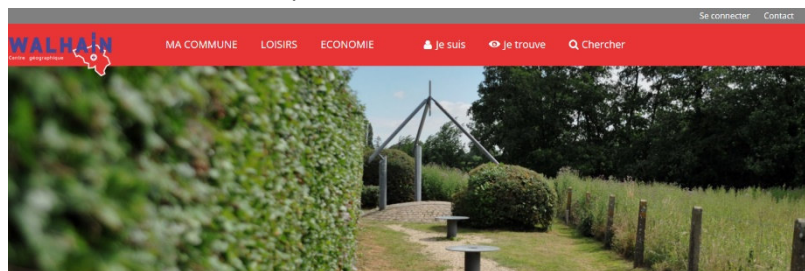 Se connecter Contact
WALHAIN
Centre géographique
MA COMMUNE LOISIRS ECONOMIE Je suis Je trouve Chercher